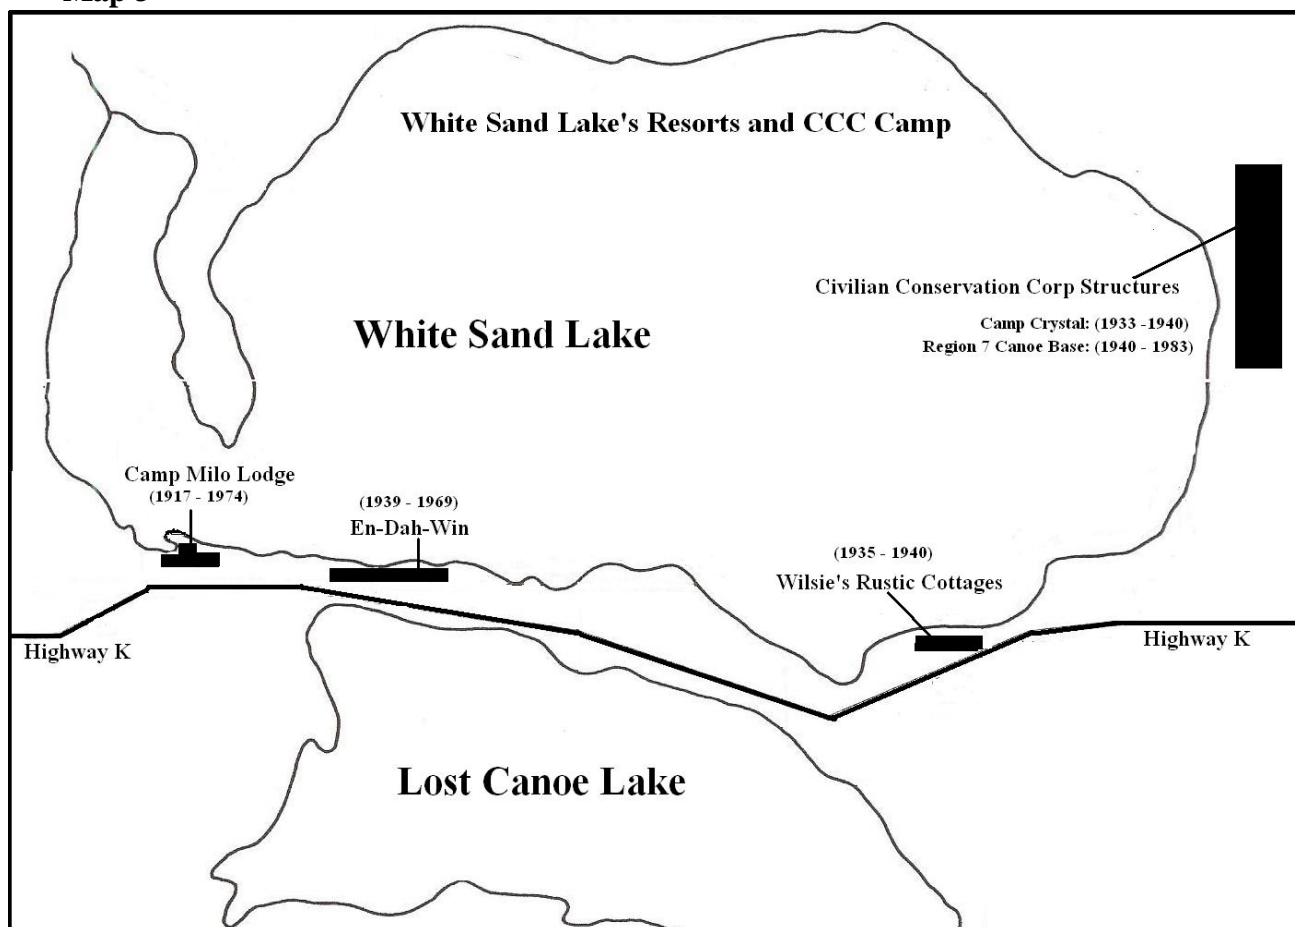 White Sand Lake's Resorts and CCC Camp
Civilian Conservation Corp Structures
Camp Crystal: (1933 -1940)
Region 7 Canoe Base: (1940 - 1983)
White Sand Lake
Camp Milo Lodge
(1917 - 1974)
(1939 - 1969)
En-Dah-Win
(1935 - 1940)
Wilsie's Rustic Cottages
Highway K
Highway K
Lost Canoe Lake